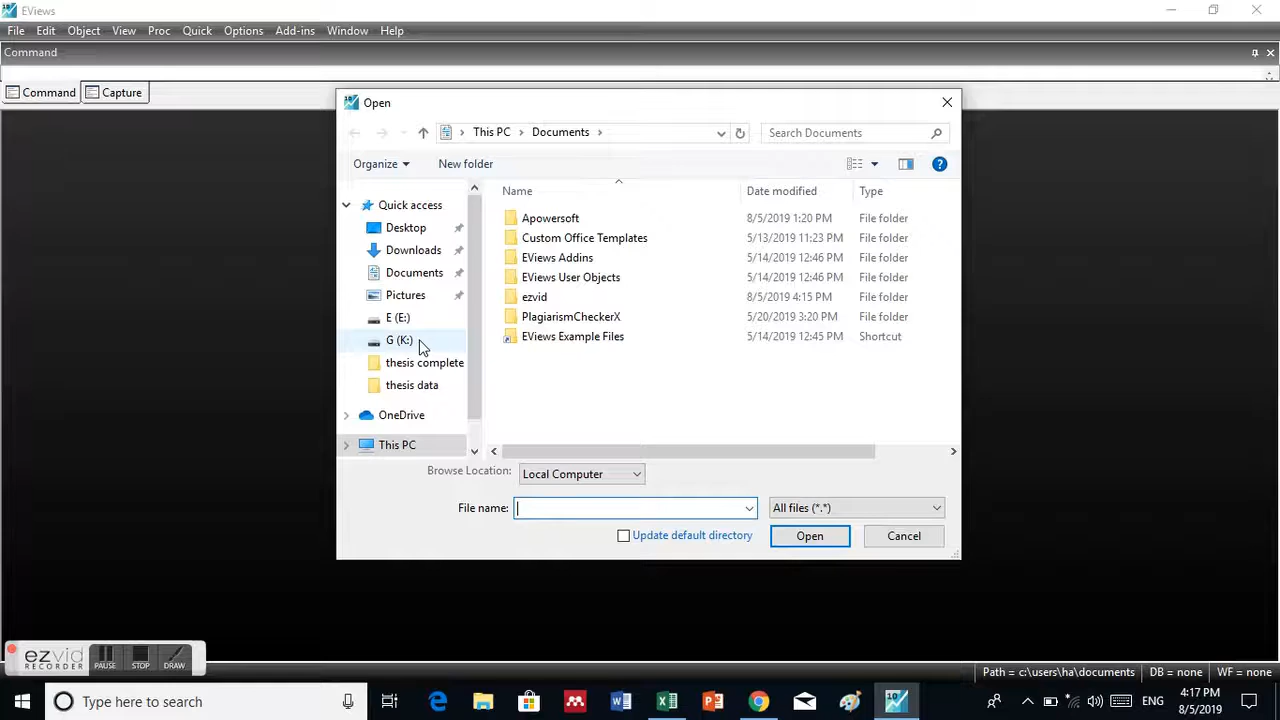 EViews
File Edit Object View Proc Quick Options Add-ins Window Help
Command
Command Capture
Open
This PC Documents Search Documents
Organize New folder
Name Date modified Type
Quick access
Desktop
Downloads
Documents
Pictures
E (E:)
G (K:)
thesis complete
thesis data
OneDrive
This PC
Apowersoft 8/5/2019 1:20 PM File folder
Custom Office Templates 5/13/2019 11:23 PM File folder
EViews Addins 5/14/2019 12:46 PM File folder
EViews User Objects 5/14/2019 12:46 PM File folder
ezvid 8/5/2019 4:15 PM File folder
PlagiarismCheckerX 5/20/2019 3:20 PM File folder
EViews Example Files 5/14/2019 12:45 PM Shortcut
Browse Location: Local Computer
File name: All files (*.*)
Update default directory Open Cancel
ezvid
RECORDER
PAUSE STOP DRAW
Path = c:\users\ha\documents DB = none WF = none
Type here to search
ENG
4:17 PM
8/5/2019